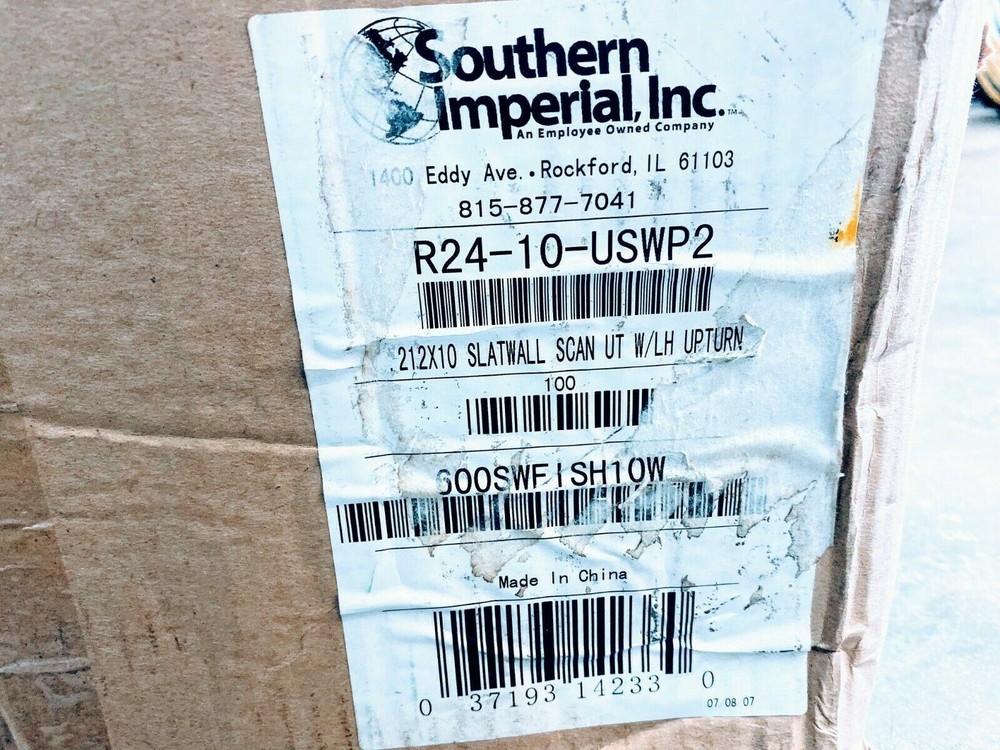 Southern
Imperial, Inc.™
An Employee Owned Company
1400 Eddy Ave. • Rockford, IL 61103
815-877-7041
R24-10-USWP2
.212X10 SLATWALL SCAN UT W/LH UPTURN
100
Made In China
0 37193 14233 0
07 08 07